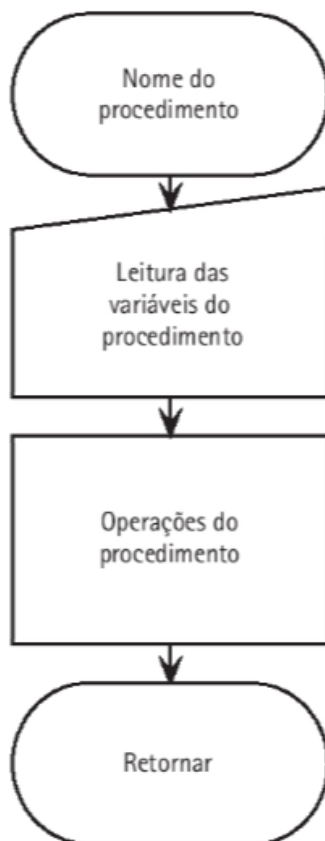 Nome do
procedimento
Leitura das
variáveis do
procedimento
Operações do
procedimento
Retornar